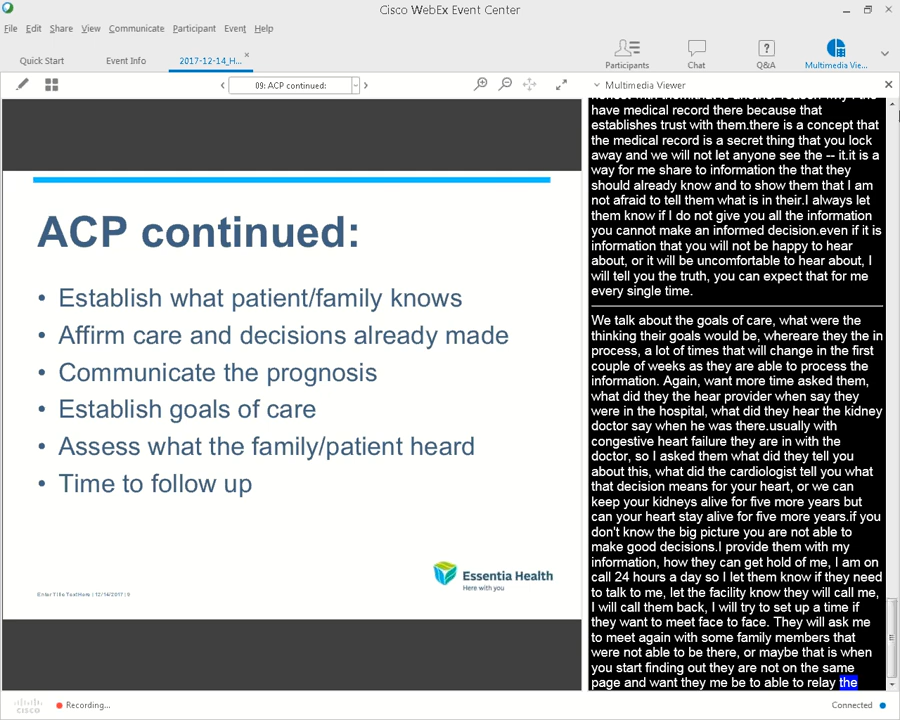 Cisco WebEx Event Center
File Edit Share View Communicate Participant Event Help
Quick Start
Event Info
2017-12-14_H...
Participants
Chat
Q&A
Multimedia Vie...
09: ACP continued:
Multimedia Viewer
ACP continued:
• Establish what patient/family knows
• Affirm care and decisions already made
• Communicate the prognosis
• Establish goals of care
• Assess what the family/patient heard
• Time to follow up
Essentia Health
Here with you
Enter Title Text Here | 12/14/2017 | 9
have medical record there because that
establishes trust with them.there is a concept that
the medical record is a secret thing that you lock
away and we will not let anyone see the -- it.it is a
way for me share to information the that they
should already know and to show them that I am
not afraid to tell them what is in their.I always let
them know if I do not give you all the information
you cannot make an informed decision.even if it is
information that you will not be happy to hear
about, or it will be uncomfortable to hear about, I
will tell you the truth, you can expect that for me
every single time.
We talk about the goals of care, what were the
thinking their goals would be, whereare they the in
process, a lot of times that will change in the first
couple of weeks as they are able to process the
information. Again, want more time asked them,
what did they the hear provider when say they
were in the hospital, what did they hear the kidney
doctor say when he was there.usually with
congestive heart failure they are in with the
doctor, so I asked them what did they tell you
about this, what did the cardiologist tell you what
that decision means for your heart, or we can
keep your kidneys alive for five more years but
can your heart stay alive for five more years.if you
don't know the big picture you are not able to
make good decisions.I provide them with my
information, how they can get hold of me, I am on
call 24 hours a day so I let them know if they need
to talk to me, let the facility know they will call me,
I will call them back, I will try to set up a time if
they want to meet face to face. They will ask me
to meet again with some family members that
were not able to be there, or maybe that is when
you start finding out they are not on the same
page and want they me be to able to relay the
cisco
Recording...
Connected